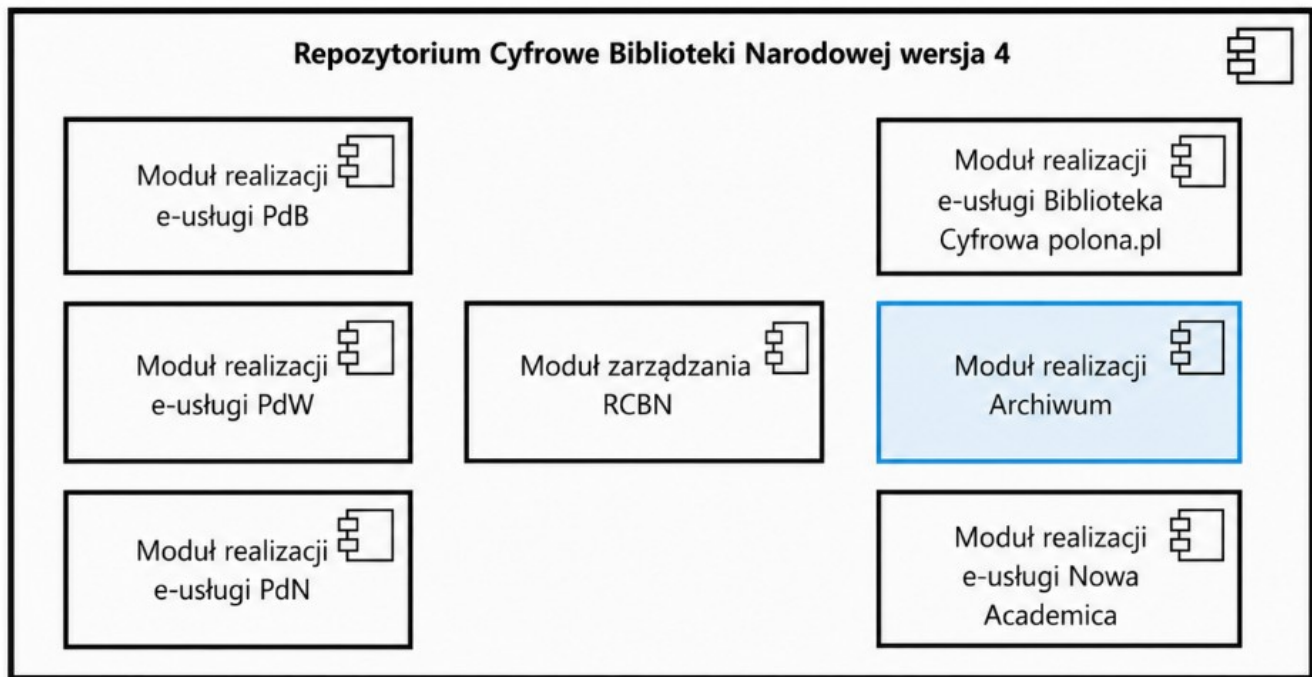 Repozytorium Cyfrowe Biblioteki Narodowej wersja 4
Moduł realizacji
e-usługi PdB
Moduł realizacji
e-usługi Biblioteka
Cyfrowa polona.pl
Moduł realizacji
e-usługi PdW
Moduł zarządzania
RCBN
Moduł realizacji
Archiwum
Moduł realizacji
e-usługi PdN
Moduł realizacji
e-usługi Nowa
Academica